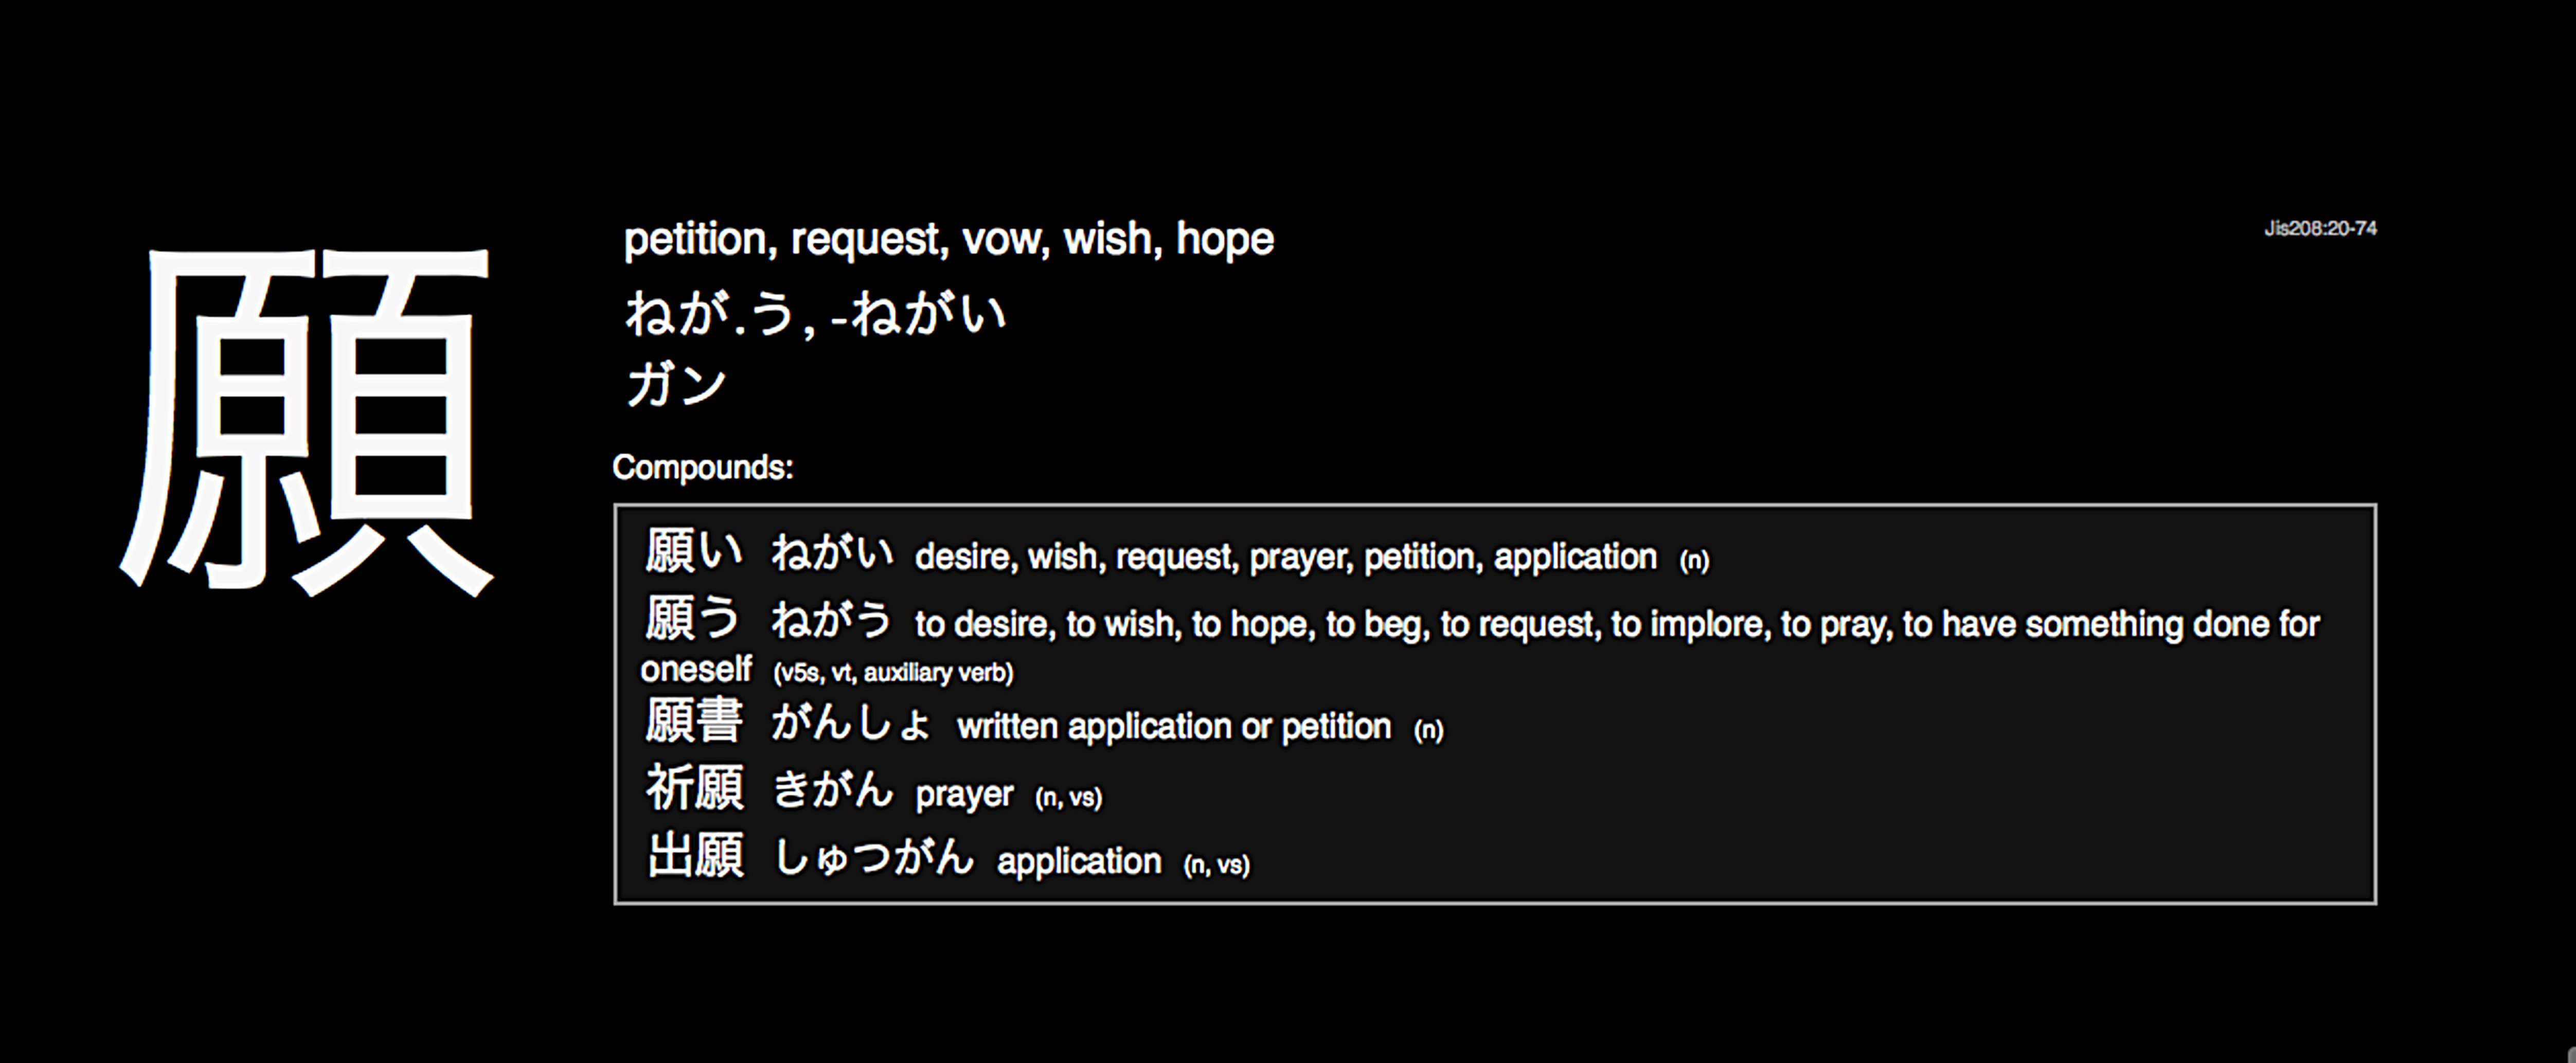 願
petition, request, vow, wish, hope
Jis208:20-74
ねが.う, -ねがい
ガン
Compounds:
願い ねがい desire, wish, request, prayer, petition, application (n)
願う ねがう to desire, to wish, to hope, to beg, to request, to implore, to pray, to have something done for
oneself (v5s, vt, auxiliary verb)
願書 がんしょ written application or petition (n)
祈願 きがん prayer (n, vs)
出願 しゅつがん application (n, vs)